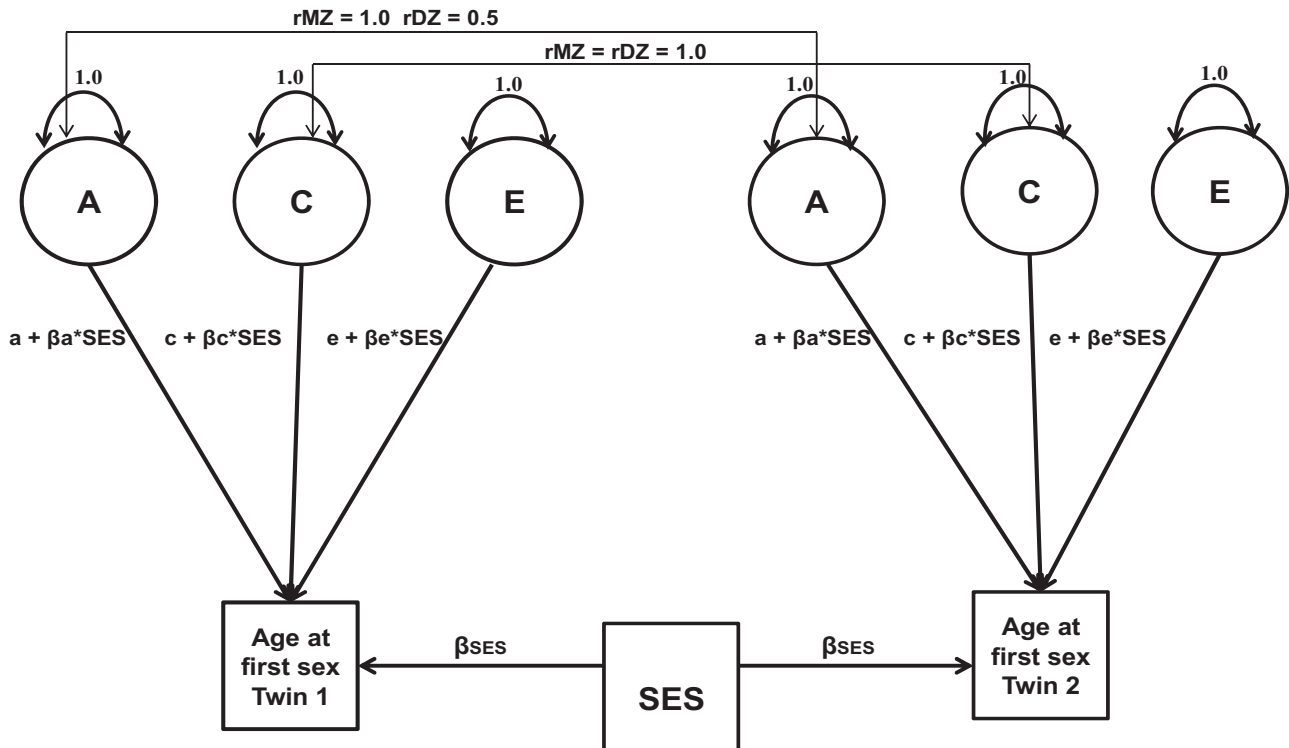 rMZ = 1.0 rDZ = 0.5
rMZ = rDZ = 1.0
1.0
1.0
1.0
1.0
1.0
1.0
A
C
E
A
C
E
a + βa*SES
c + βc*SES
e + βe*SES
a + βa*SES
c + βc*SES
e + βe*SES
Age at
first sex
Twin 1
βSES
SES
βSES
Age at
first sex
Twin 2